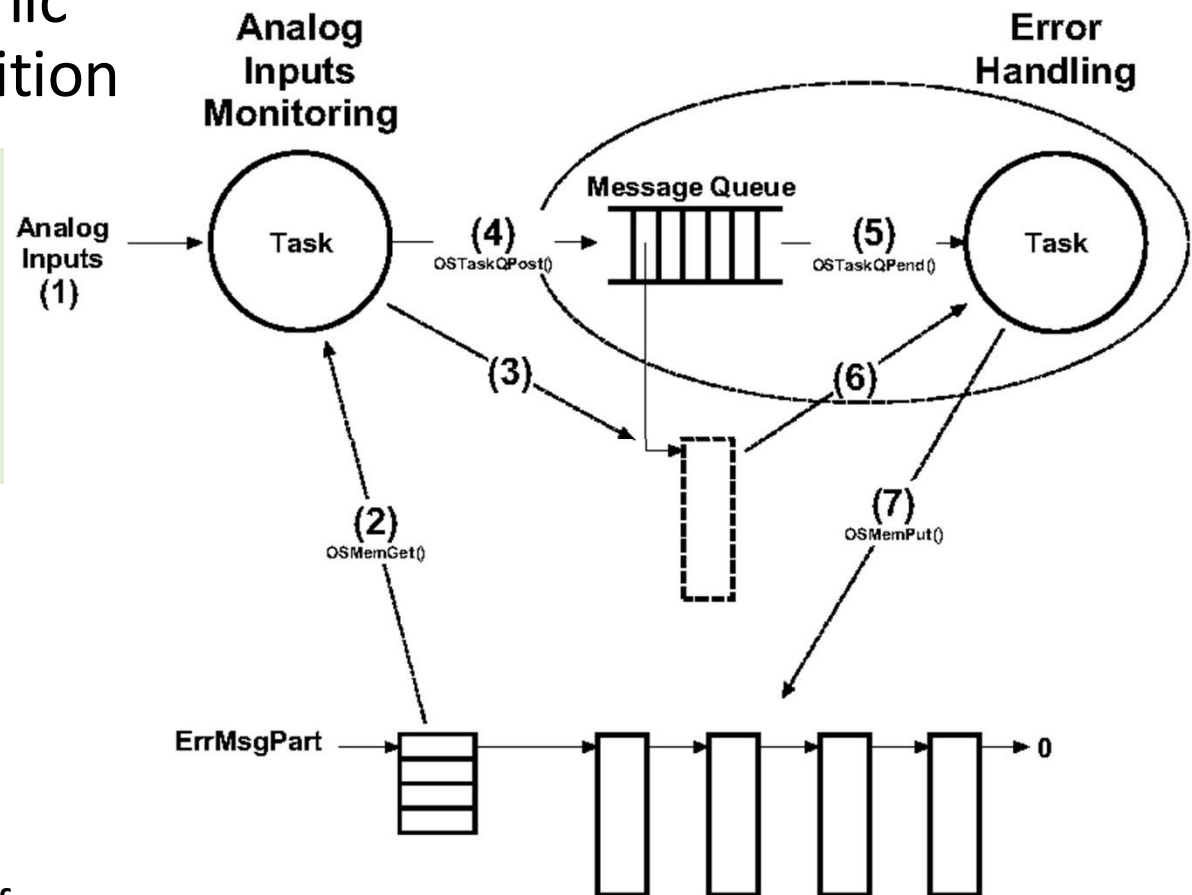 ition
Analog
Inputs
Monitoring
Error
Handling
Message Queue
Analog
Inputs
(1)
Task
(4)
OSTaskQPost()
(5)
OSTaskQPend()
Task
(3)
(6)
(2)
OSMemGet()
(7)
OSMemPut()
ErrMsgPart
0